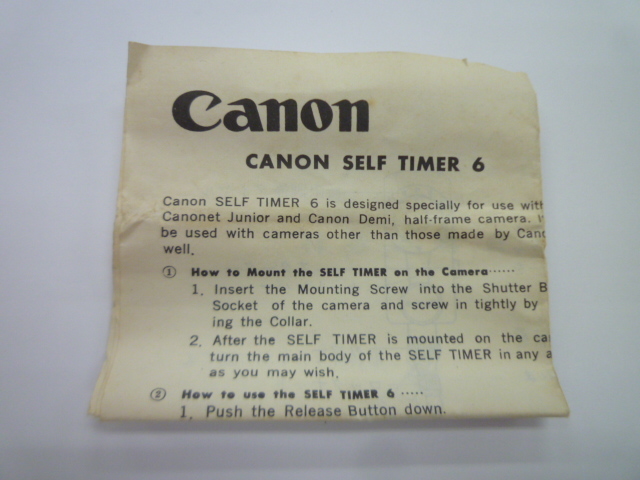 Canon
CANON SELF TIMER 6
Canon SELF TIMER 6 is designed specially for use with
Canonet Junior and Canon Demi, half-frame camera.
be used with cameras other than those made by
well.
① How to Mount the SELF TIMER on the Camera······
1. Insert the Mounting Screw into the Shutter B
Socket of the camera and screw in tightly by
ing the Collar.
2. After the SELF TIMER is mounted on the
turn the main body of the SELF TIMER in any
as you may wish.
② How to use the SELF TIMER 6 ·····
1. Push the Release Button down.